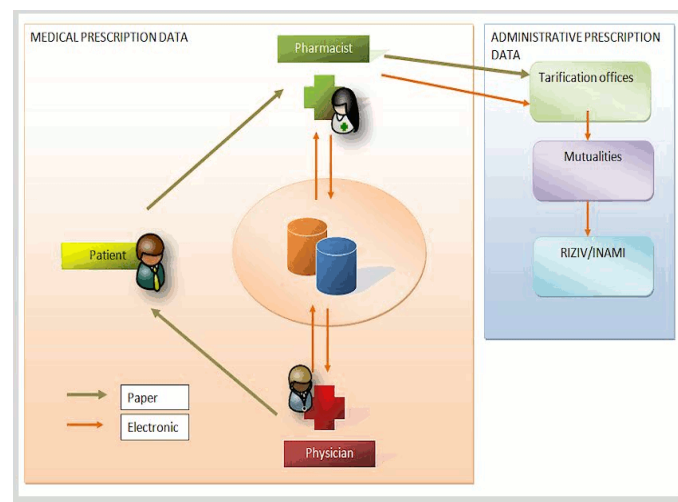 MEDICAL PRESCRIPTION DATA
Pharmacist
Patient
Paper
Electronic
Physician
ADMINISTRATIVE PRESCRIPTION
DATA
Tarification offices
Mutualities
RIZIV/INAMI